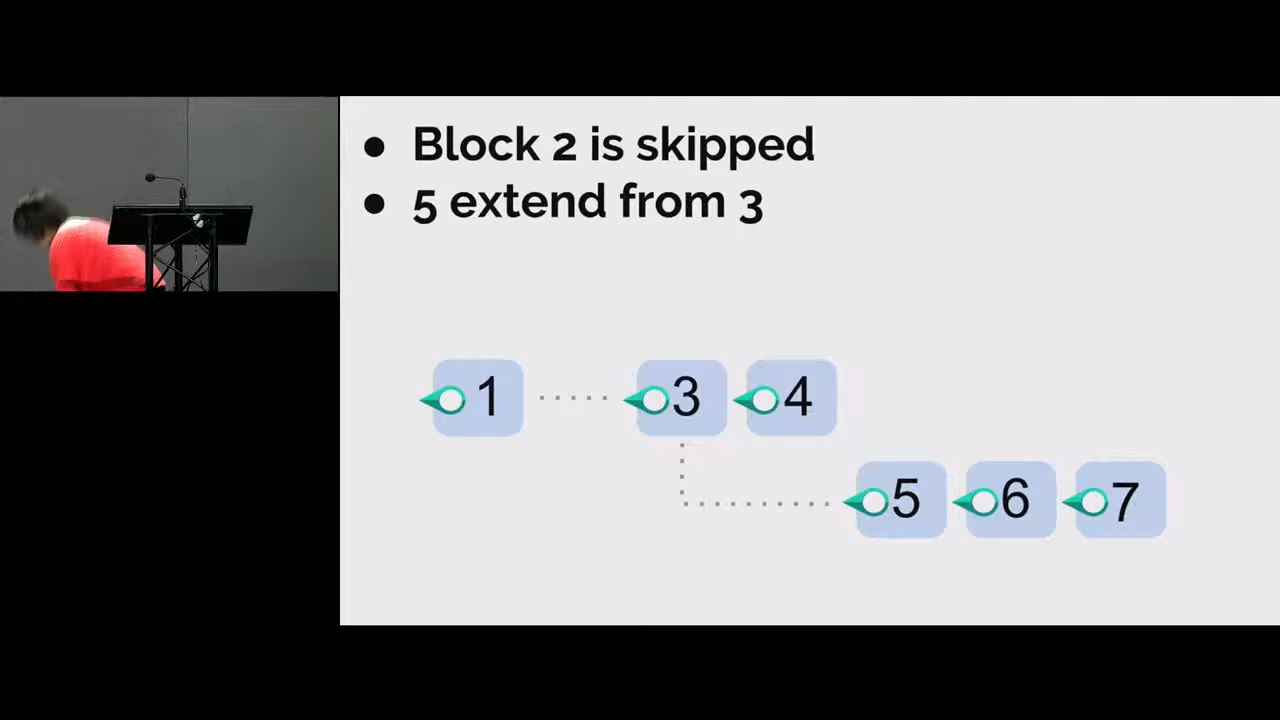 ● Block 2 is skipped
● 5 extend from 3
1 3 4
5 6 7